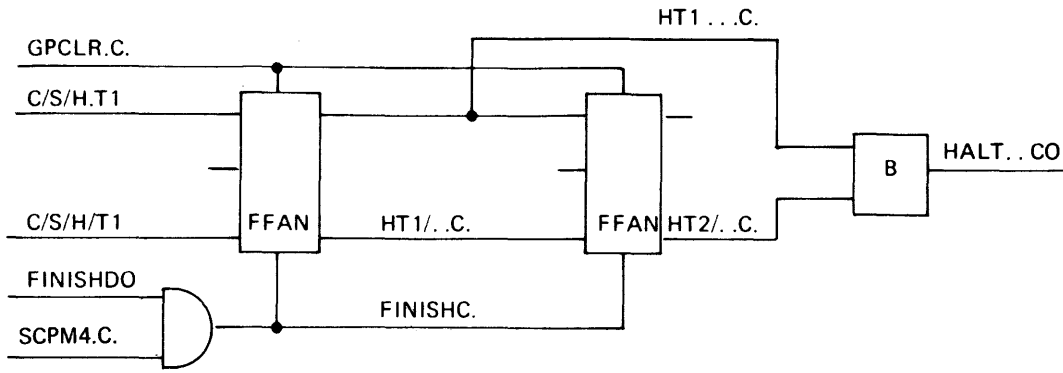 HT1 . . . C.
GPCLR.C.
C/S/H.T1
B
HALT. . CO
C/S/H/T1
FFAN
HT1/. .C.
FFAN
HT2/. .C.
FINISHDO
FINISHC.
SCPM4.C.